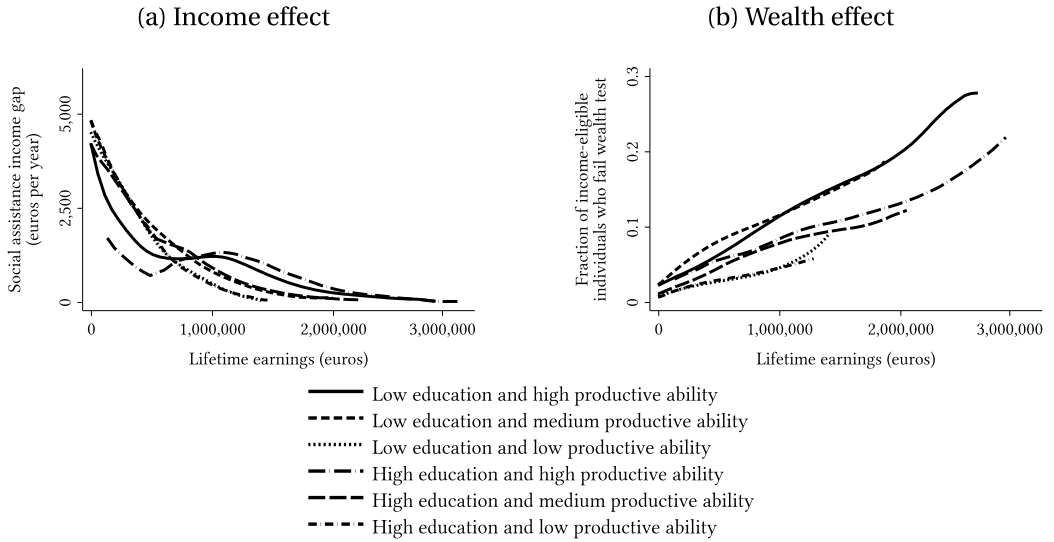 (a) Income effect
Social assistance income gap
(euros per year)
5,000
2,500
0
0 1,000,000 2,000,000 3,000,000
Lifetime earnings (euros)
(b) Wealth effect
Fraction of income-eligible
individuals who fail wealth test
0.3
0.2
0.1
0
0 1,000,000 2,000,000 3,000,000
Lifetime earnings (euros)
Low education and high productive ability
Low education and medium productive ability
Low education and low productive ability
High education and high productive ability
High education and medium productive ability
High education and low productive ability